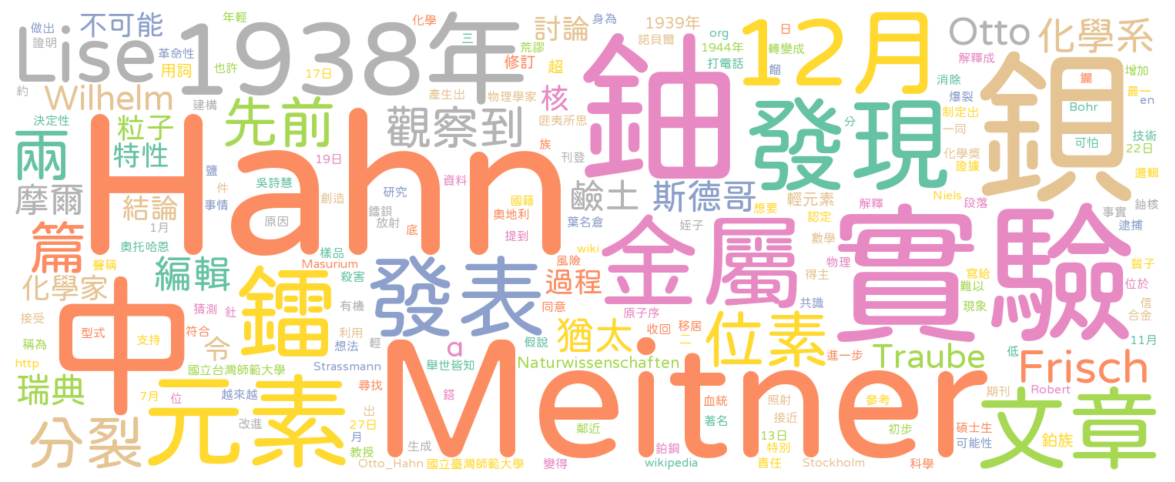 Lise
1938年
12月
Otto
化學系
做出
不可能
年輕
化學
三
身為
1939年
org
日
解釋成
證明
革命性
荒謬
討論
諾貝爾
1944年
轉變成
鑭
增加
用詞
也許
17日
修訂
超
打電話
餾
消除
最一
en
約
Wilhelm
建構
產生出
物理學家
核
鈾
爆裂
Bohr
鋇
決定性
粒子
先前
觀察到
匪夷所思
發現
制定出
可怕
技術
22日
兩
特性
Hahn
19日
族
刊登
分
一同
化學獎
證據
邏輯
鹽
吳詩慧
研究
資料
鹼土
斯德哥
輕元素
解釋
Niels
段落
鈾核
摩爾
件
結論
事情
創造
國籍
葉名倉
想要
認定
實驗
事實
逮捕
1月
原因
鐳鋇
放射
底
奧地利
提到
姪子
數學
質子
篇
奧托哈恩
樣品
wiki
金屬
物理
得主
寫給
難以
位於
聲稱
編輯
Masurium
殺害
風險
過程
信
合金
化學家
中
鐳
猜測
釷
有機
發表
同意
原子序
共識
現象
接受
型式
支持
符合
利用
輕
假說
猶太
收回
移居
位素
低
11月
稱為
令
想法
二
進一步
http
國立台灣師範大學
Strassmann
舉世皆知
a
Naturwissenschaften
Traube
Frisch
瑞典
7月
位
越來越
尋找
鎝
Meitner
血統
照射
參考
碩士生
期刊
Robert
分裂
元素
改進
出
27日
月
鄰近
著名
接近
初步
可能性
文章
教授
生成
鉑銅
13日
特別
鉑族
Otto_Hahn
國立臺灣師範大學
變得
wikipedia
責任
Stockholm
科學